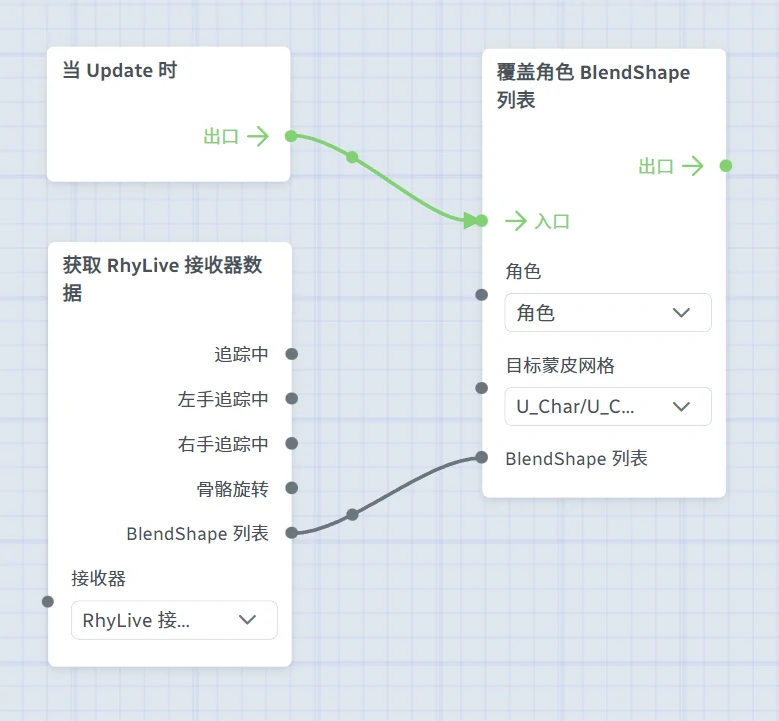 当 Update 时
出口
获取 RhyLive 接收器数
据
追踪中
左手追踪中
右手追踪中
骨骼旋转
BlendShape 列表
接收器
RhyLive 接...
覆盖角色 BlendShape
列表
出口
入口
角色
角色
目标蒙皮网格
U_Char/U_C...
BlendShape 列表